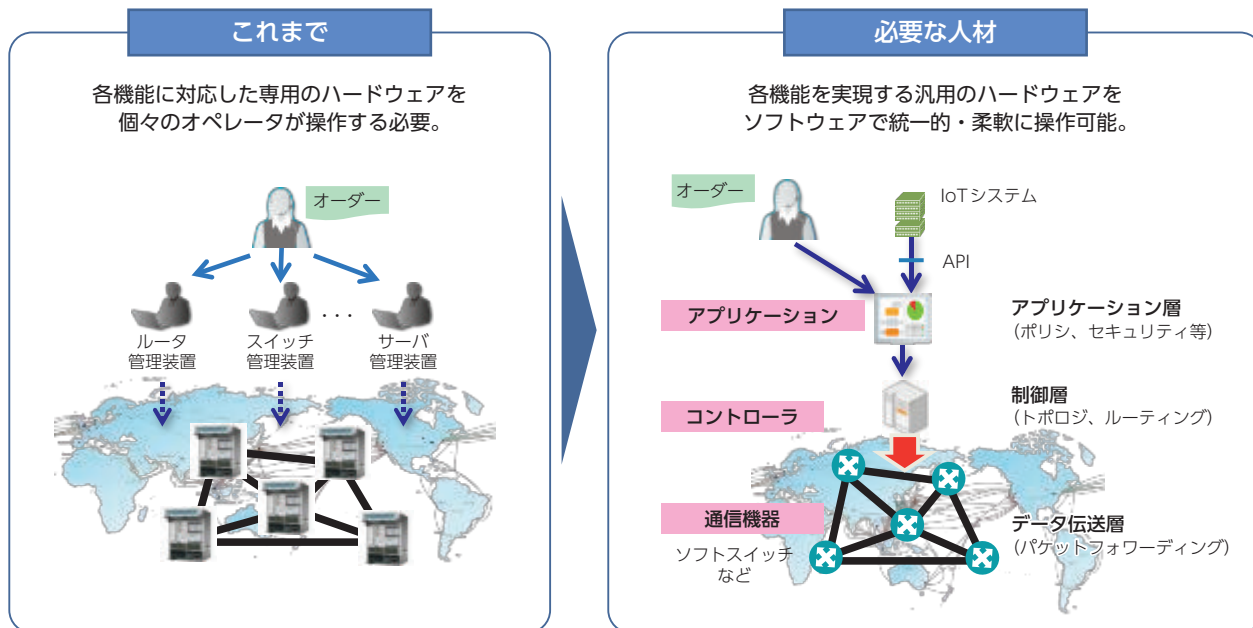 これまで
各機能に対応した専用のハードウェアを
個々のオペレータが操作する必要。
オーダー
ルータ
管理装置
スイッチ
管理装置
・・・
サーバ
管理装置
必要な人材
各機能を実現する汎用のハードウェアを
ソフトウェアで統一的・柔軟に操作可能。
オーダー
IoTシステム
API
アプリケーション
アプリケーション層
(ポリシ、セキュリティ等)
コントローラ
制御層
(トポロジ、ルーティング)
通信機器
ソフトスイッチ
など
データ伝送層
(パケットフォワーディング)